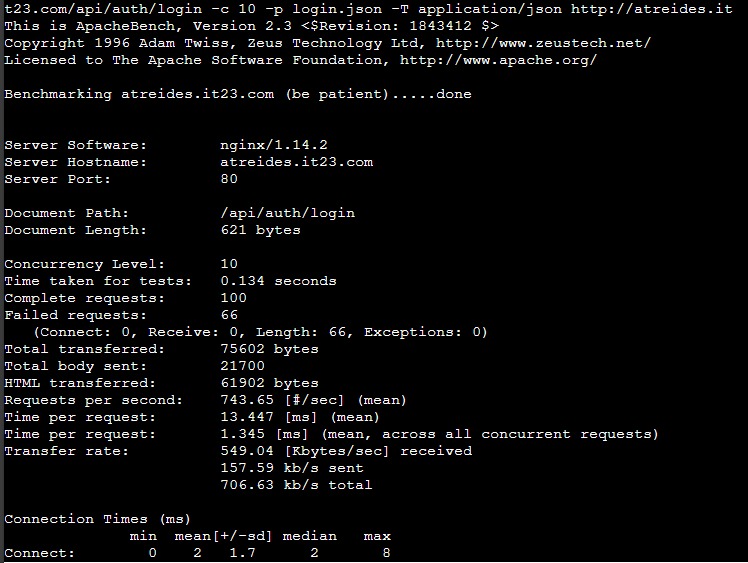 t23.com/api/auth/login -c 10 -p login.json -T application/json http://atreides.it
This is ApacheBench, Version 2.3 <$Revision: 1843412 $>
Copyright 1996 Adam Twiss, Zeus Technology Ltd, http://www.zeustech.net/
Licensed to The Apache Software Foundation, http://www.apache.org/

Benchmarking atreides.it23.com (be patient).....done


Server Software:        nginx/1.14.2
Server Hostname:        atreides.it23.com
Server Port:            80

Document Path:          /api/auth/login
Document Length:        621 bytes

Concurrency Level:      10
Time taken for tests:   0.134 seconds
Complete requests:      100
Failed requests:        66
   (Connect: 0, Receive: 0, Length: 66, Exceptions: 0)
Total transferred:      75602 bytes
Total body sent:        21700
HTML transferred:       61902 bytes
Requests per second:    743.65 [#/sec] (mean)
Time per request:       13.447 [ms] (mean)
Time per request:       1.345 [ms] (mean, across all concurrent requests)
Transfer rate:          549.04 [Kbytes/sec] received
                        157.59 kb/s sent
                        706.63 kb/s total

Connection Times (ms)
              min  mean[+/-sd] median   max
Connect:        0    2   1.7      2       8